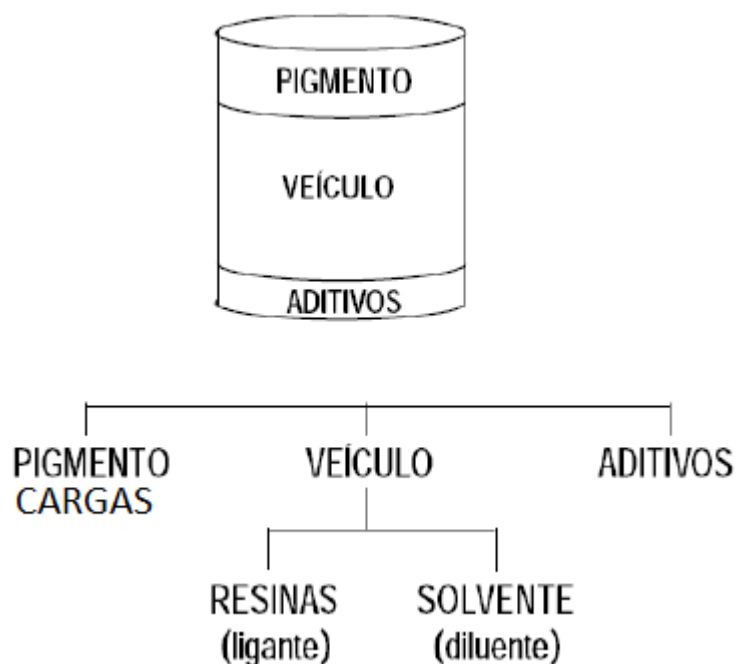 PIGMENTO
VEÍCULO
ADITIVOS
PIGMENTO VEÍCULO ADITIVOS
CARGAS
RESINAS SOLVENTE
(ligante) (diluente)